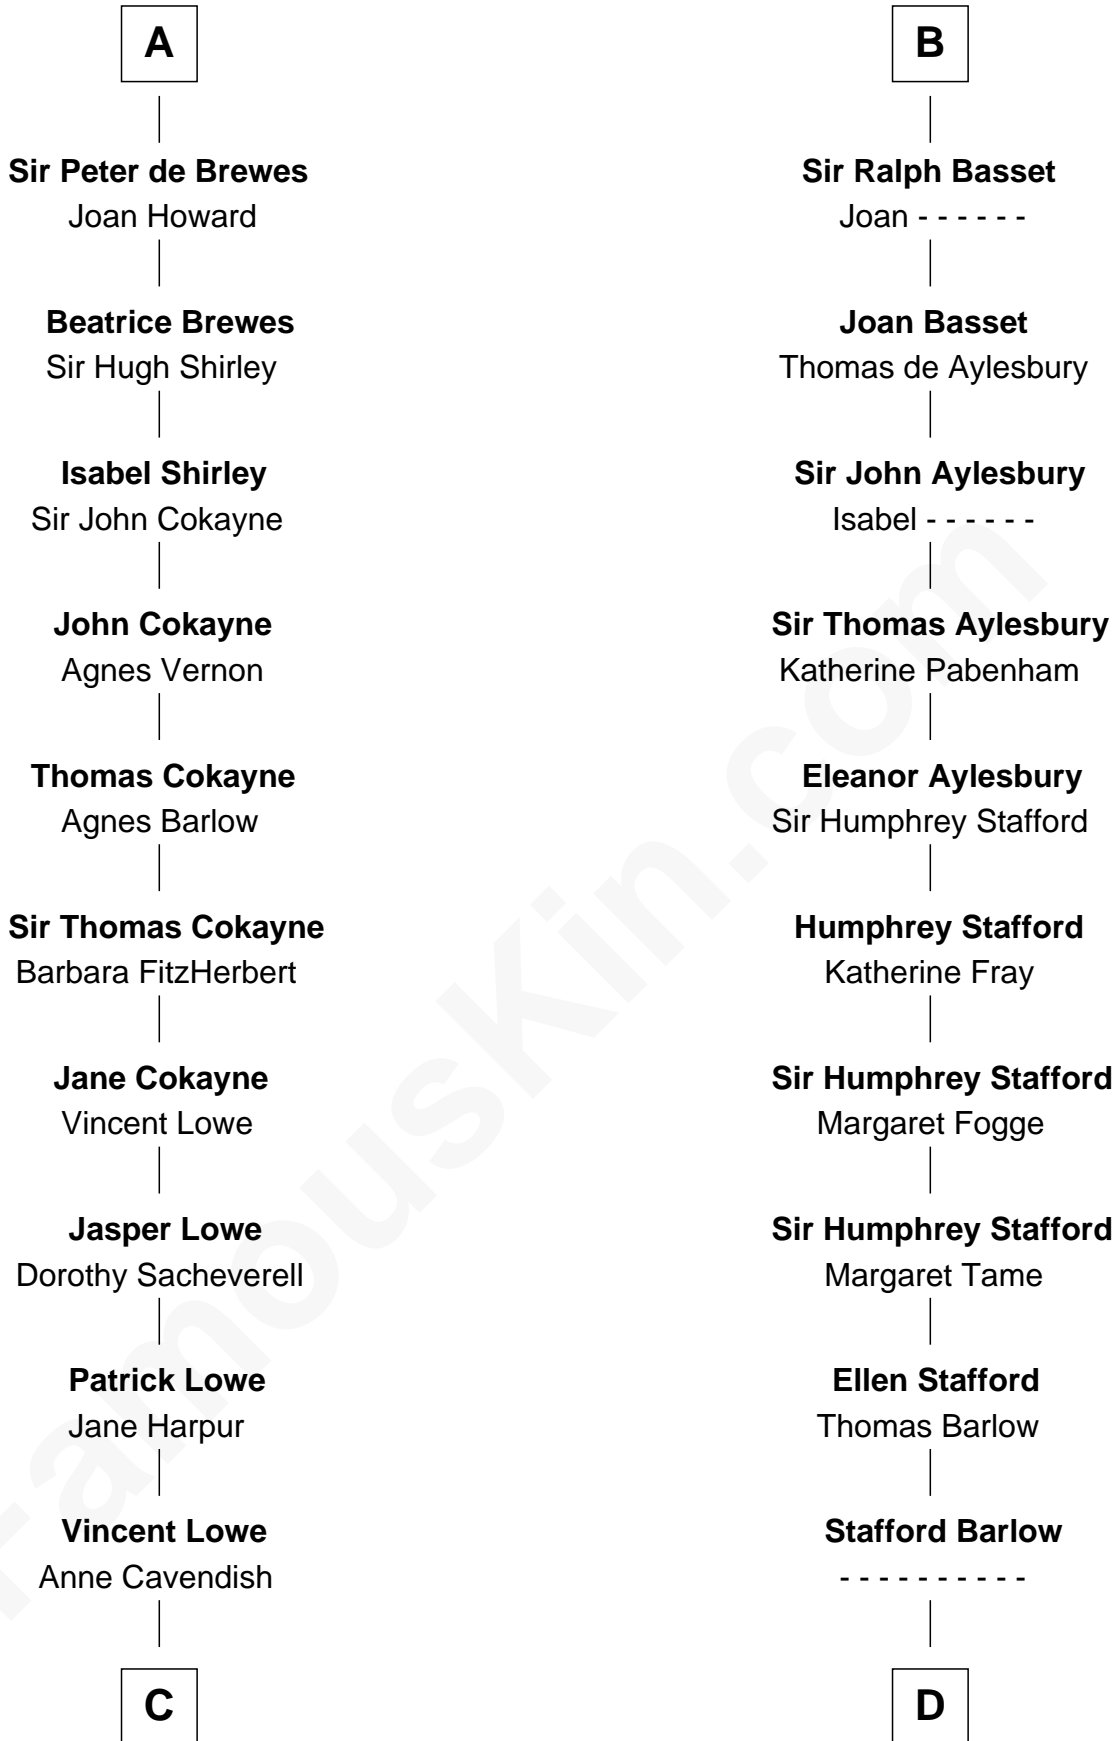 A
Sir Peter de Brewes
Joan Howard
Beatrice Brewes
Sir Hugh Shirley
Isabel Shirley
Sir John Cokayne
John Cokayne
Agnes Vernon
Thomas Cokayne
Agnes Barlow
Sir Thomas Cokayne
Barbara FitzHerbert
Jane Cokayne
Vincent Lowe
Jasper Lowe
Dorothy Sacheverell
Patrick Lowe
Jane Harpur
Vincent Lowe
Anne Cavendish
C
B
Sir Ralph Basset
Joan - - - - - -
Joan Basset
Thomas de Aylesbury
Sir John Aylesbury
Isabel - - - - - -
Sir Thomas Aylesbury
Katherine Pabenham
Eleanor Aylesbury
Sir Humphrey Stafford
Humphrey Stafford
Katherine Fray
Sir Humphrey Stafford
Margaret Fogge
Sir Humphrey Stafford
Margaret Tame
Ellen Stafford
Thomas Barlow
Stafford Barlow
- - - - - - - - - -
D
FamousKin.com